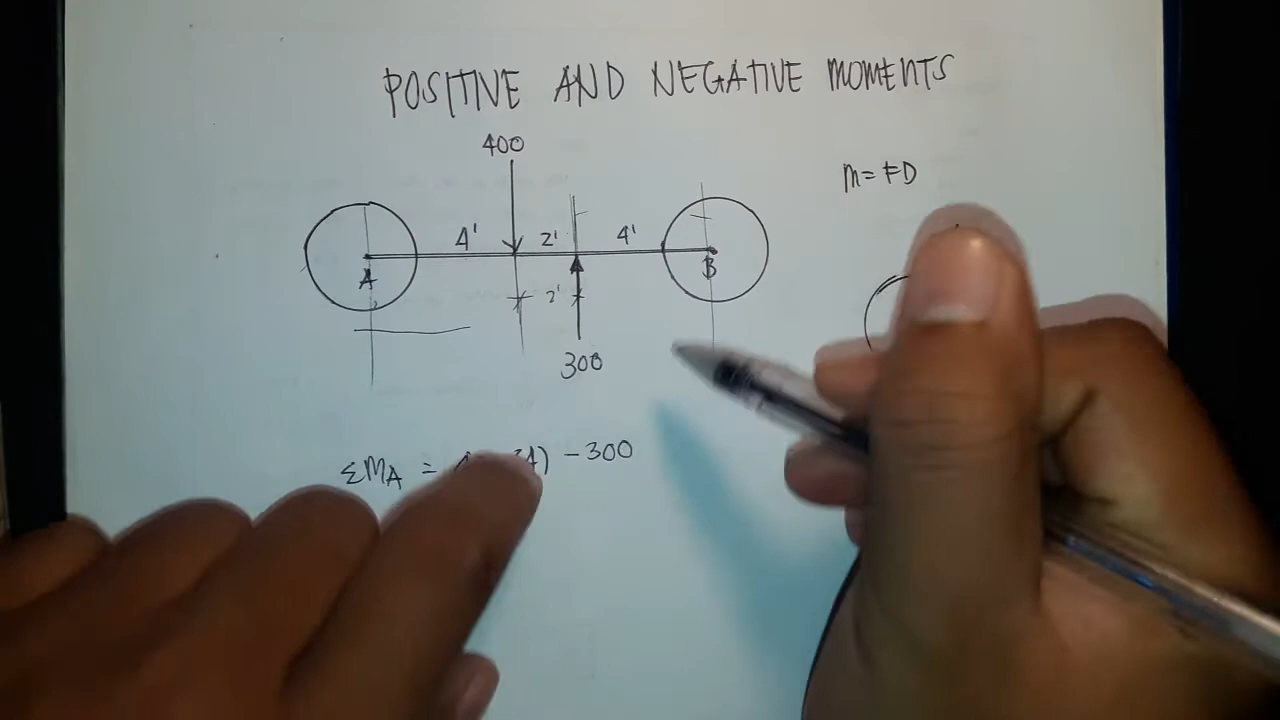 POSITIVE AND NEGATIVE MOMENTS
400
M = FD
4' 2' 4'
A B
2'
300
ΣMA = 4) - 300